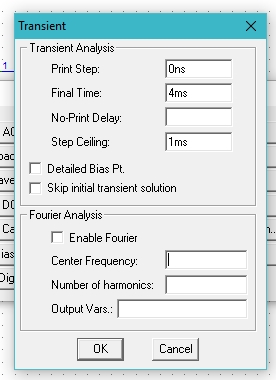 Transient
Transient Analysis
Print Step: 0ns
Final Time: 4ms
No-Print Delay:
Step Ceiling: 1ms
Detailed Bias Pt.
Skip initial transient solution
Fourier Analysis
Enable Fourier
Center Frequency:
Number of harmonics:
Output Vars.:
OK Cancel
1